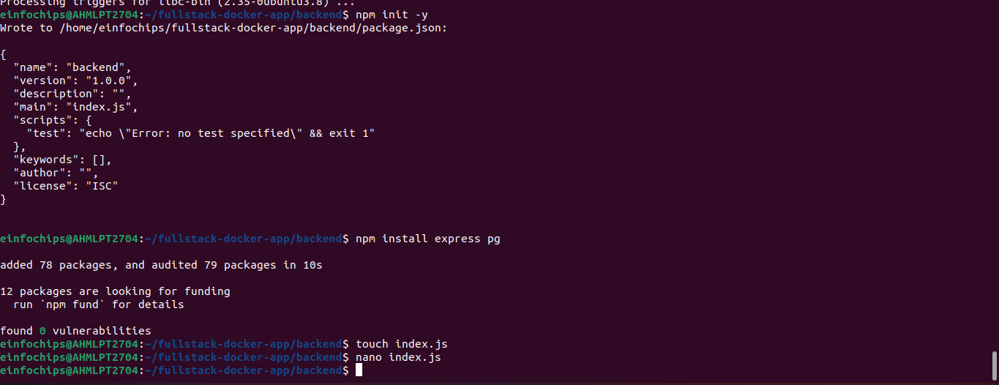 Processing triggers for libc-bin (2.35-0ubuntu3.8) ...
einfochips@AHMLPT2704:~/fullstack-docker-app/backend$ npm init -y
Wrote to /home/einfochips/fullstack-docker-app/backend/package.json:
{
  "name": "backend",
  "version": "1.0.0",
  "description": "",
  "main": "index.js",
  "scripts": {
    "test": "echo \"Error: no test specified\" && exit 1"
  },
  "keywords": [],
  "author": "",
  "license": "ISC"
}
einfochips@AHMLPT2704:~/fullstack-docker-app/backend$ npm install express pg
added 78 packages, and audited 79 packages in 10s
12 packages are looking for funding
  run `npm fund` for details
found 0 vulnerabilities
einfochips@AHMLPT2704:~/fullstack-docker-app/backend$ touch index.js
einfochips@AHMLPT2704:~/fullstack-docker-app/backend$ nano index.js
einfochips@AHMLPT2704:~/fullstack-docker-app/backend$